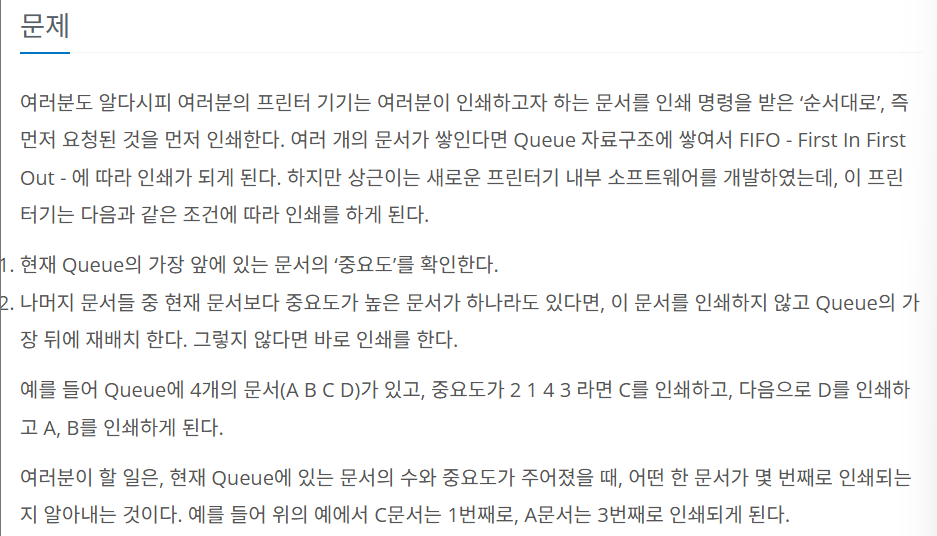 문제
여러분도 알다시피 여러분의 프린터 기기는 여러분이 인쇄하고자 하는 문서를 인쇄 명령을 받은 ‘순서대로’, 즉
먼저 요청된 것을 먼저 인쇄한다. 여러 개의 문서가 쌓인다면 Queue 자료구조에 쌓여서 FIFO - First In First
Out - 에 따라 인쇄가 되게 된다. 하지만 상근이는 새로운 프린터기 내부 소프트웨어를 개발하였는데, 이 프린
터기는 다음과 같은 조건에 따라 인쇄를 하게 된다.
1. 현재 Queue의 가장 앞에 있는 문서의 ‘중요도’를 확인한다.
2. 나머지 문서들 중 현재 문서보다 중요도가 높은 문서가 하나라도 있다면, 이 문서를 인쇄하지 않고 Queue의 가
장 뒤에 재배치 한다. 그렇지 않다면 바로 인쇄를 한다.
예를 들어 Queue에 4개의 문서(A B C D)가 있고, 중요도가 2 1 4 3 라면 C를 인쇄하고, 다음으로 D를 인쇄하
고 A, B를 인쇄하게 된다.
여러분이 할 일은, 현재 Queue에 있는 문서의 수와 중요도가 주어졌을 때, 어떤 한 문서가 몇 번째로 인쇄되는
지 알아내는 것이다. 예를 들어 위의 예에서 C문서는 1번째로, A문서는 3번째로 인쇄되게 된다.